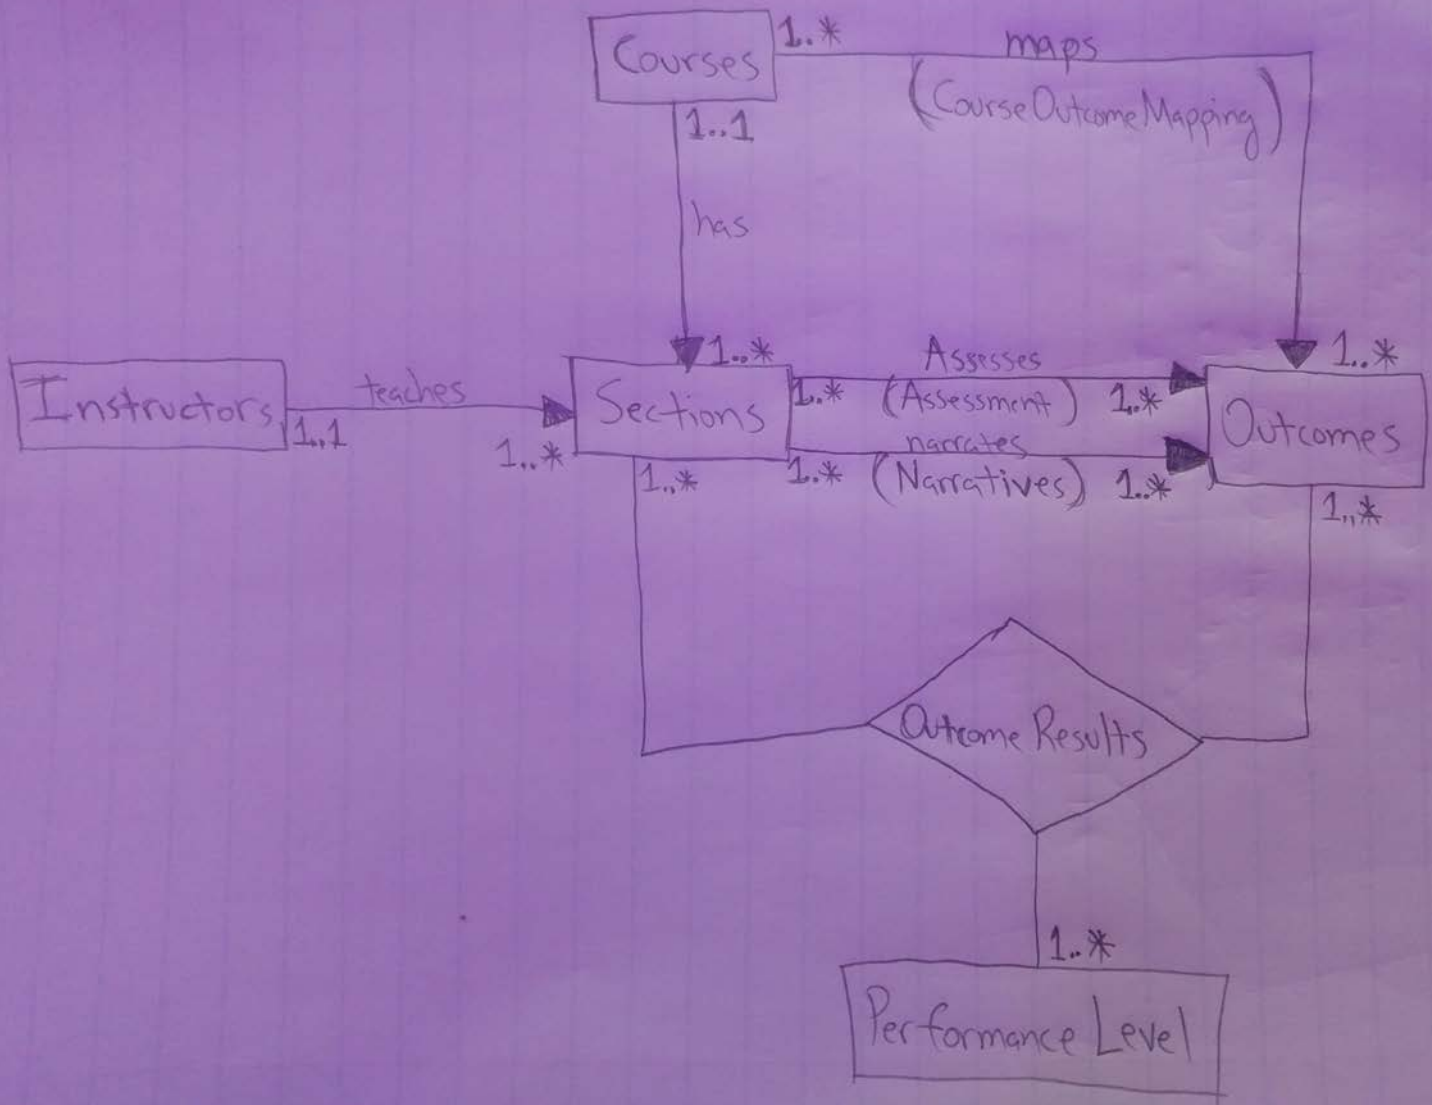 Courses
1.*
maps
(CourseOutcomeMapping)
1..1
has
1..*
1..*
Instructors
teaches
1..1
1..*
Sections
1..*
Assesses
(Assessment)
1..*
narrates
1..*
(Narratives)
1..*
Outcomes
1..*
1..*
Outcome Results
1..*
Performance Level